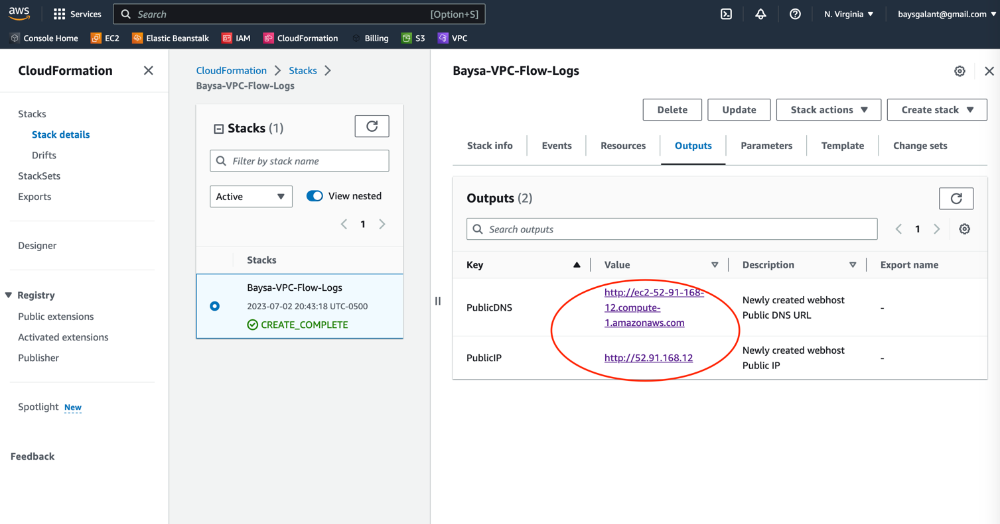 aws
Services
Search
[Option+S]
N. Virginia
baysgalant@gmail.com
Console Home
EC2
Elastic Beanstalk
IAM
CloudFormation
Billing
S3
VPC
CloudFormation
Stacks
Stack details
Drifts
StackSets
Exports
Designer
Registry
Public extensions
Activated extensions
Publisher
Spotlight New
Feedback
CloudFormation Stacks
Baysa-VPC-Flow-Logs
Stacks (1)
Filter by stack name
Active
View nested
1
Stacks
Baysa-VPC-Flow-Logs
2023-07-02 20:43:18 UTC-0500
CREATE_COMPLETE
Baysa-VPC-Flow-Logs
Delete
Update
Stack actions
Create stack
Stack info
Events
Resources
Outputs
Parameters
Template
Change sets
Outputs (2)
Search outputs
1
Key
Value
Description
Export name
PublicDNS
http://ec2-52-91-168-
12.compute-
1.amazonaws.com
Newly created webhost
Public DNS URL
-
PublicIP
http://52.91.168.12
Newly created webhost
Public IP
-